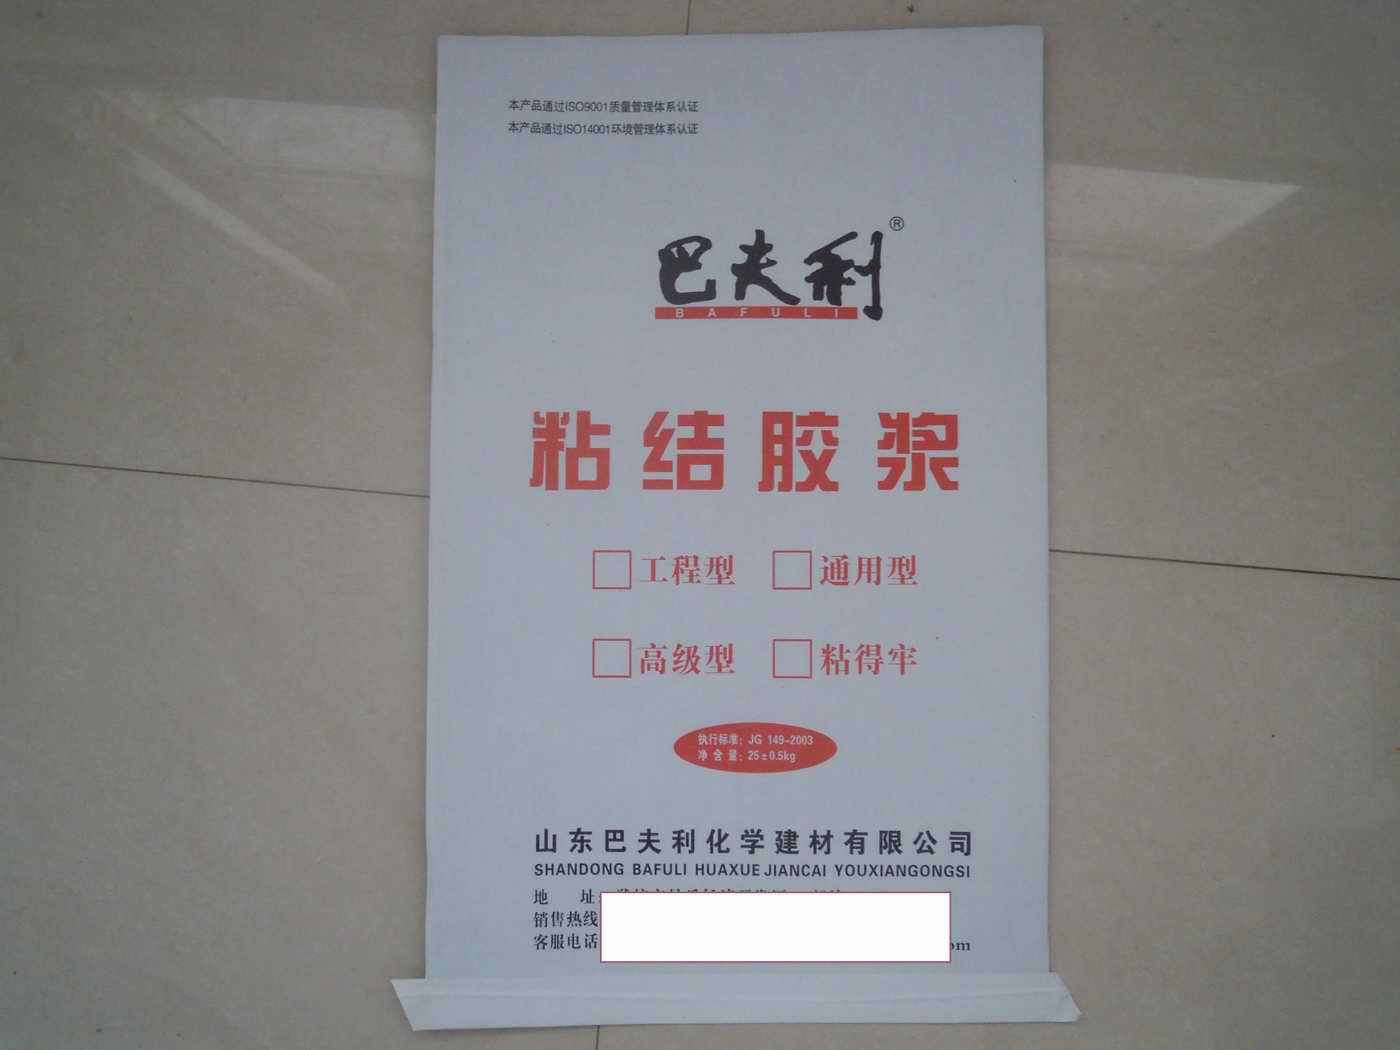 本产品通过ISO9001质量管理体系认证
本产品通过ISO14001环境管理体系认证
巴夫利®
BAFULI
粘结胶浆
工程型 通用型
高级型 粘得牢
执行标准：JG 149-2003
净含量：25±0.5kg
山东巴夫利化学建材有限公司
SHANDONG BAFULI HUAXUE JIANCAI YOUXIANGONGSI
地 址：
销售热线
客服电话 om